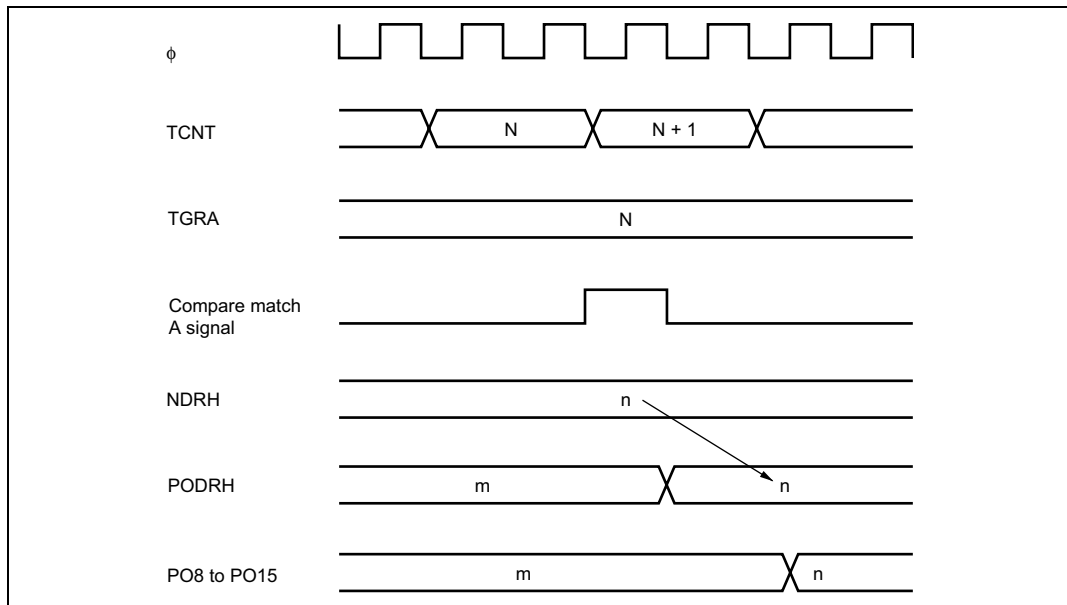 ϕ
TCNT
N
N + 1
TGRA
N
Compare match
A signal
NDRH
n
PODRH
m
n
PO8 to PO15
m
n